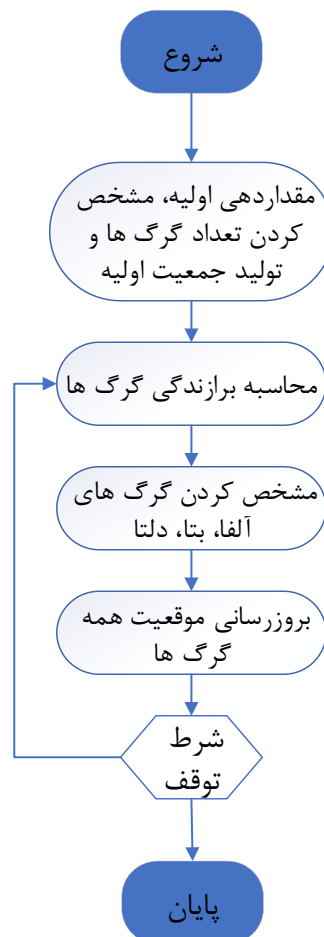 شروع
مقداردهی اولیه، مشخص
کردن تعداد گرگ ها و
تولید جمعیت اولیه
محاسبه برازندگی گرگ ها
مشخص کردن گرگ های
آلفا، بتا، دلتا
بروزرسانی موقعیت همه
گرگ ها
شرط
توقف
پایان